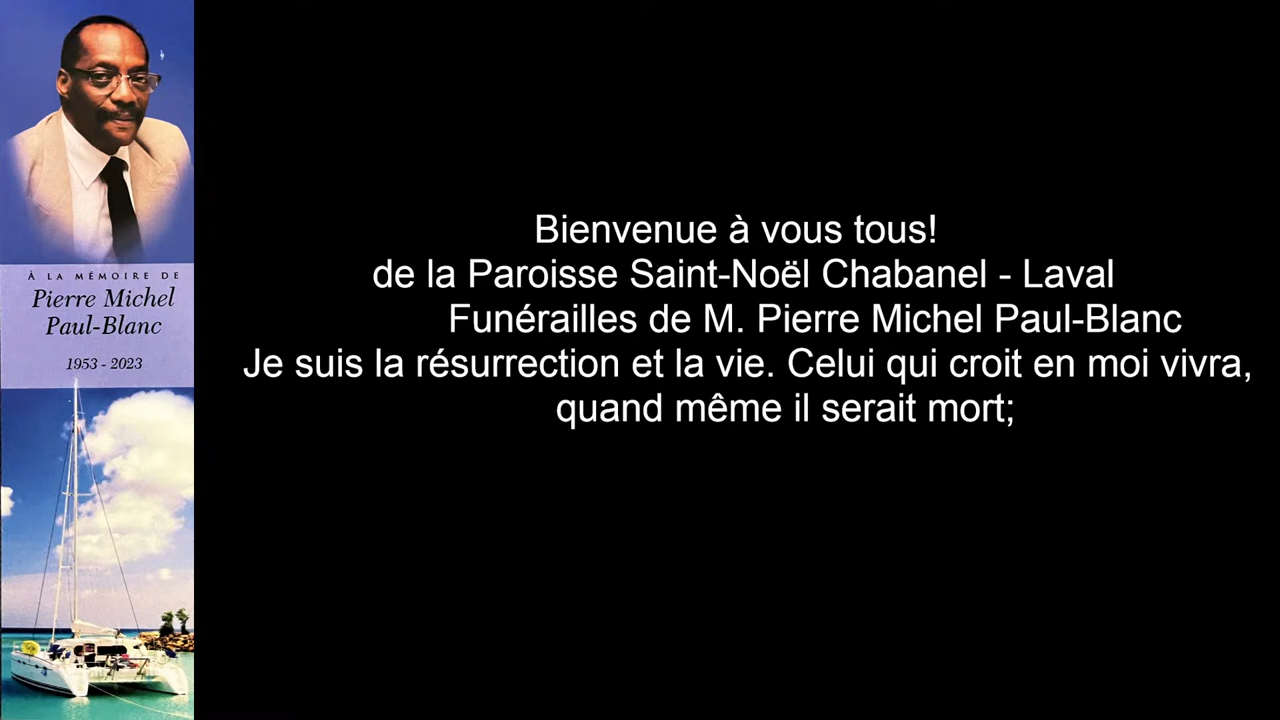 À LA MÉMOIRE DE
Pierre Michel
Paul-Blanc
1953 - 2023
Bienvenue à vous tous!
de la Paroisse Saint-Noël Chabanel - Laval
Funérailles de M. Pierre Michel Paul-Blanc
Je suis la résurrection et la vie. Celui qui croit en moi vivra,
quand même il serait mort;